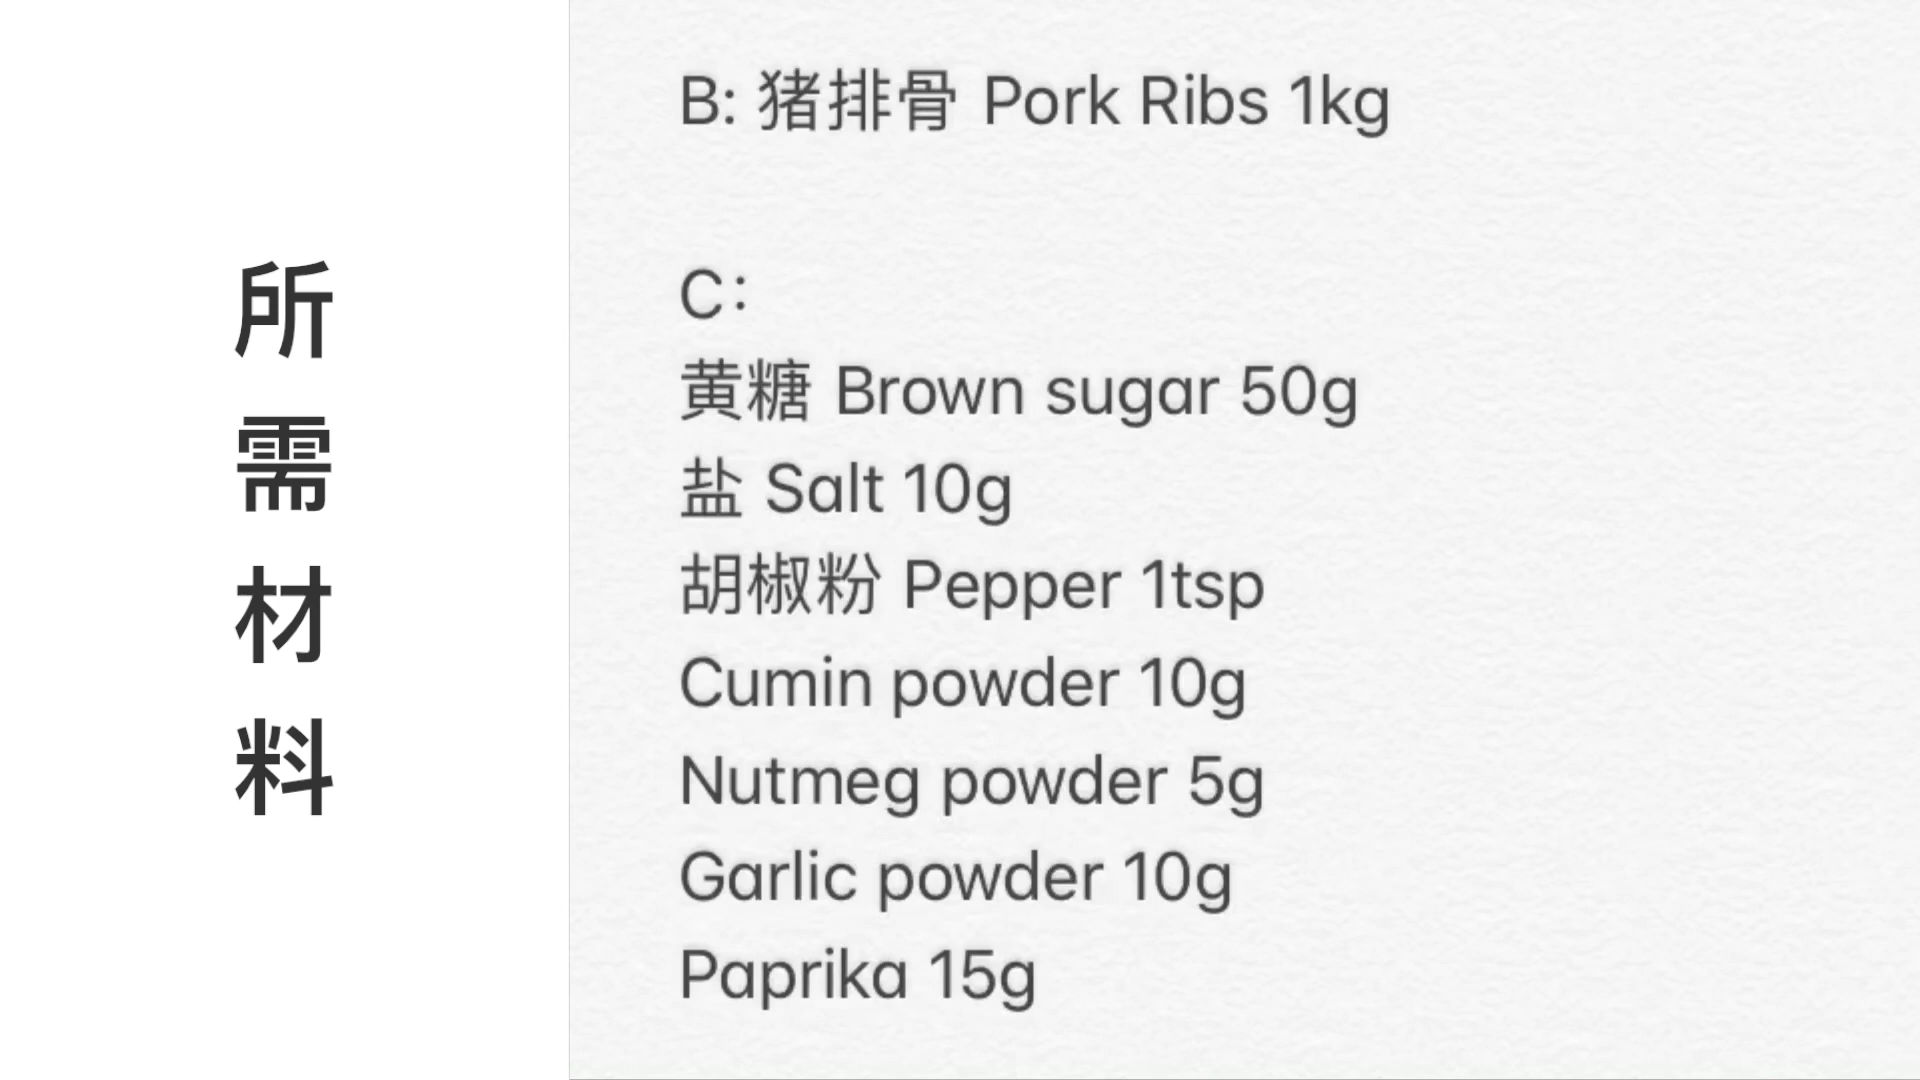 所需材料
B: 猪排骨 Pork Ribs 1kg
C：
黄糖 Brown sugar 50g
盐 Salt 10g
胡椒粉 Pepper 1tsp
Cumin powder 10g
Nutmeg powder 5g
Garlic powder 10g
Paprika 15g